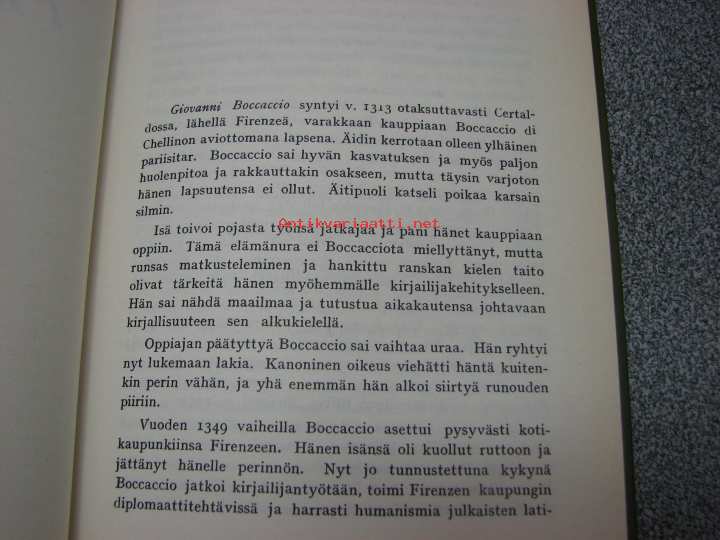 Giovanni Boccaccio syntyi v. 1313 otaksuttavasti Certal-
dossa, lähellä Firenzeä, varakkaan kauppiaan Boccaccio di
Chellinon aviottomana lapsena. Äidin kerrotaan olleen ylhäinen
pariisitar. Boccaccio sai hyvän kasvatuksen ja myös paljon
huolenpitoa ja rakkauttakin osakseen, mutta täysin varjoton
hänen lapsuutensa ei ollut. Äitipuoli katseli poikaa karsain
silmin.
Antikvariaatti.net
Isä toivoi pojasta työnsä jatkajaa ja pani hänet kauppiaan
oppiin. Tämä elämänura ei Boccacciota miellyttänyt, mutta
runsas matkusteleminen ja hankittu ranskan kielen taito
olivat tärkeitä hänen myöhemmälle kirjailijakehitykselleen.
Hän sai nähdä maailmaa ja tutustua aikakautensa johtavaan
kirjallisuuteen sen alkukielellä.
Oppiajan päätyttyä Boccaccio sai vaihtaa uraa. Hän ryhtyi
nyt lukemaan lakia. Kanoninen oikeus viehätti häntä kuiten-
kin perin vähän, ja yhä enemmän hän alkoi siirtyä runouden
piiriin.
Vuoden 1349 vaiheilla Boccaccio asettui pysyvästi koti-
kaupunkiinsa Firenzeen. Hänen isänsä oli kuollut ruttoon ja
jättänyt hänelle perinnön. Nyt jo tunnustettuna kykynä
Boccaccio jatkoi kirjailijantyötään, toimi Firenzen kaupungin
diplomaattitehtävissä ja harrasti humanismia julkaisten lati-